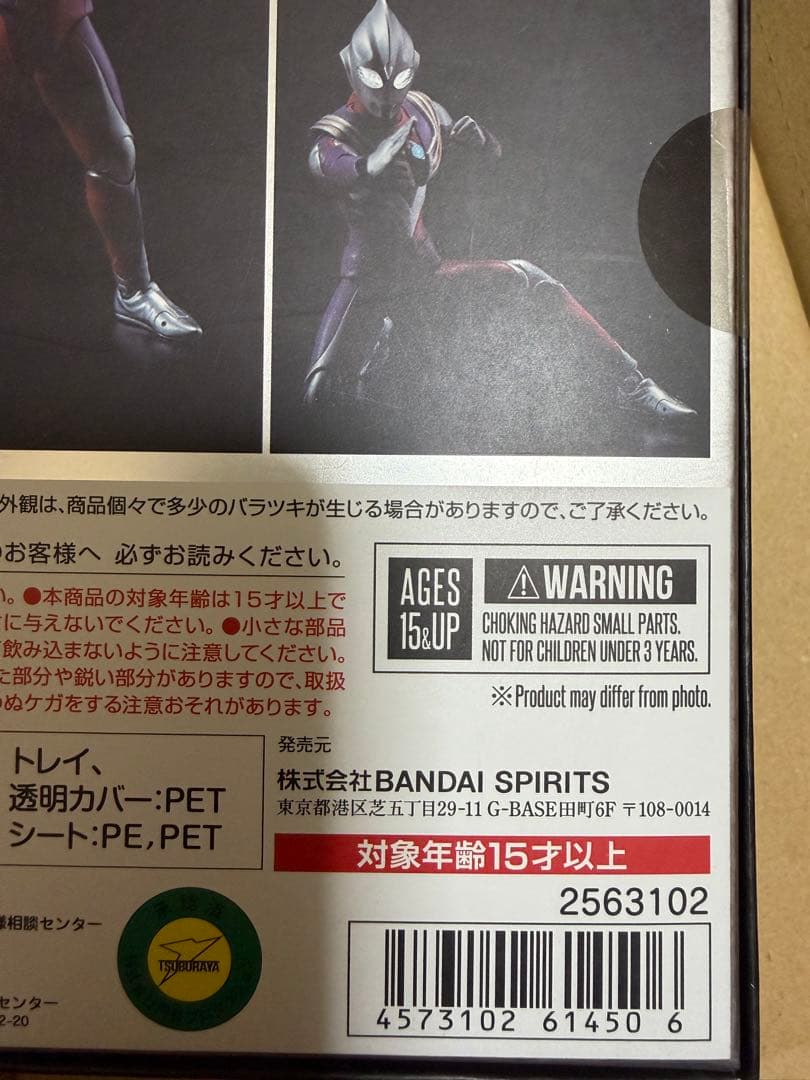 外観は、商品個々で多少のバラツキが生じる場合がありますので、ご了承ください。
お客様へ 必ずお読みください。
い。●本商品の対象年齢は15才以上で
に与えないでください。●小さな部品
飲み込まないように注意してください。
た部分や鋭い部分がありますので、取扱
ぬケガをする注意おそれがあります。
AGES
15&UP
⚠WARNING
CHOKING HAZARD SMALL PARTS.
NOT FOR CHILDREN UNDER 3 YEARS.
※Product may differ from photo.
トレイ、
透明カバー:PET
シート:PE,PET
発売元
株式会社BANDAI SPIRITS
東京都港区芝五丁目29-11 G-BASE田町6F 〒108-0014
対象年齢15才以上
2563102
様相談センター
センター
2-20
TSUBURAYA
4573102 61450 6